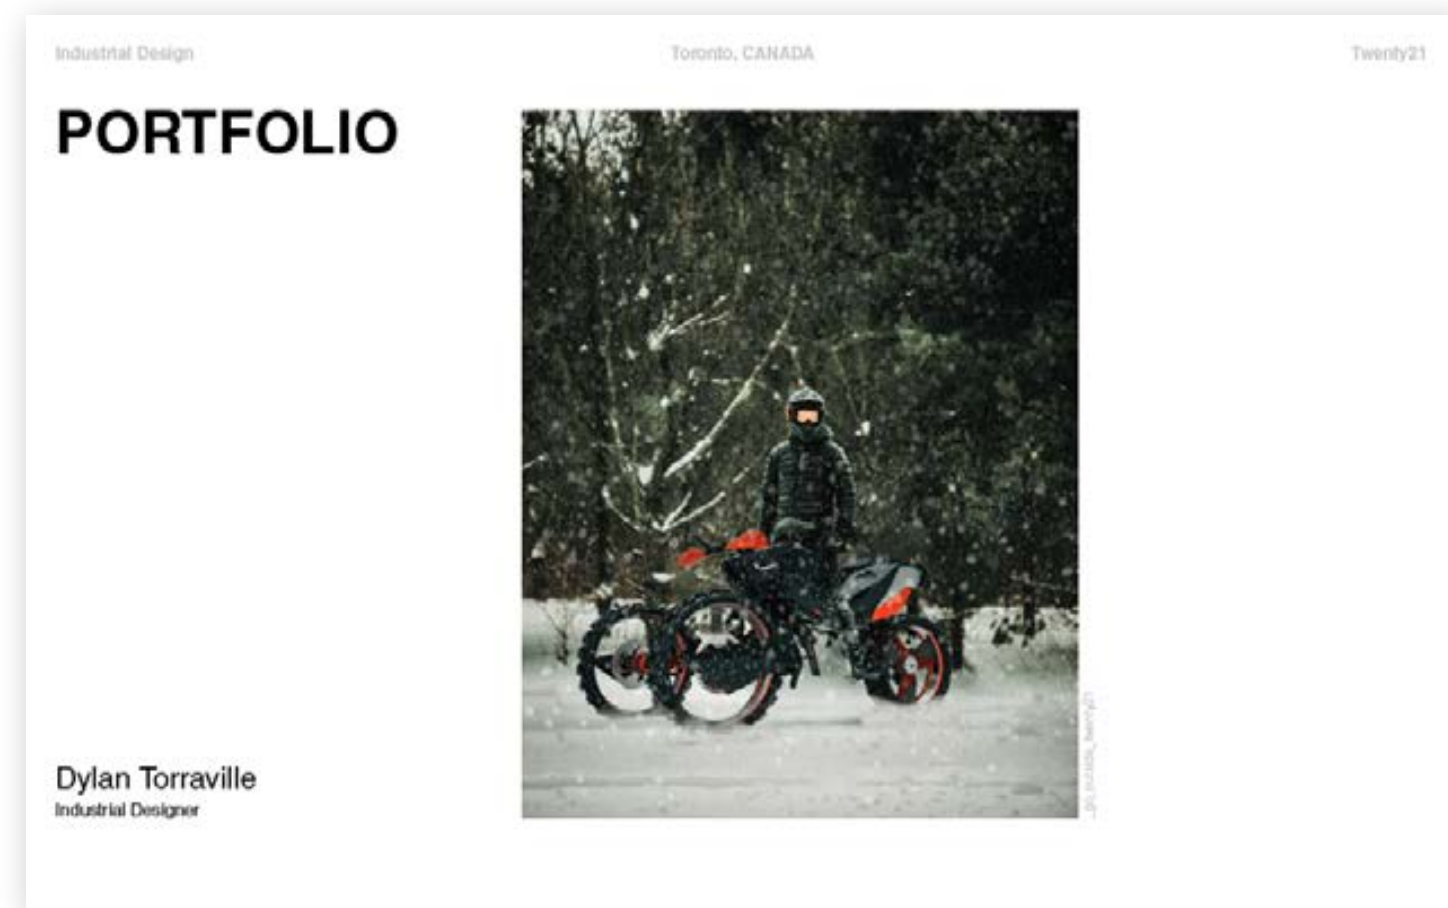 Industrial Design
Toronto, CANADA
Twenty21
PORTFOLIO
Dylan Torraville
Industrial Designer